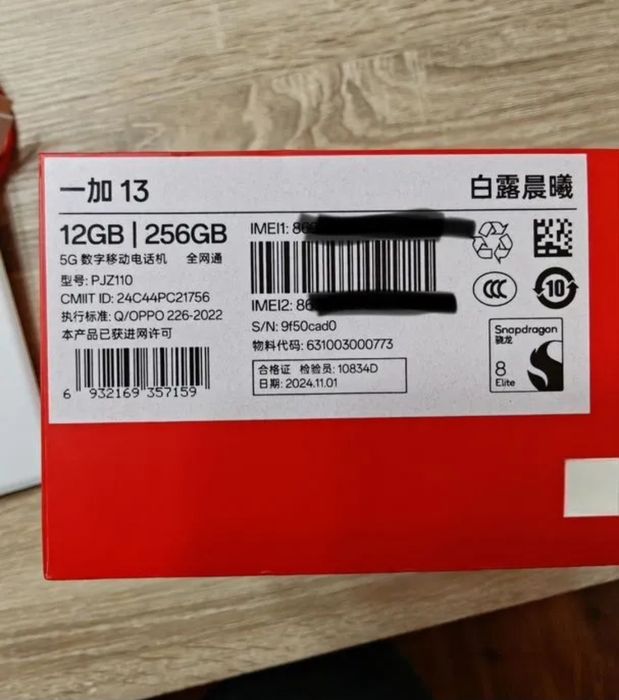 一加 13
白露晨曦
12GB | 256GB
5G 数字移动电话机 全网通
型号: PJZ110
CMIIT ID: 24C44PC21756
执行标准: Q/OPPO 226-2022
本产品已获进网许可
6 932169 357159
IMEI1: 86
IMEI2: 86
S/N: 9f50cad0
物料代码: 631003000773
合格证 检验员: 10834D
日期: 2024.11.01
CCC
10
Snapdragon
骁龙
8
Elite